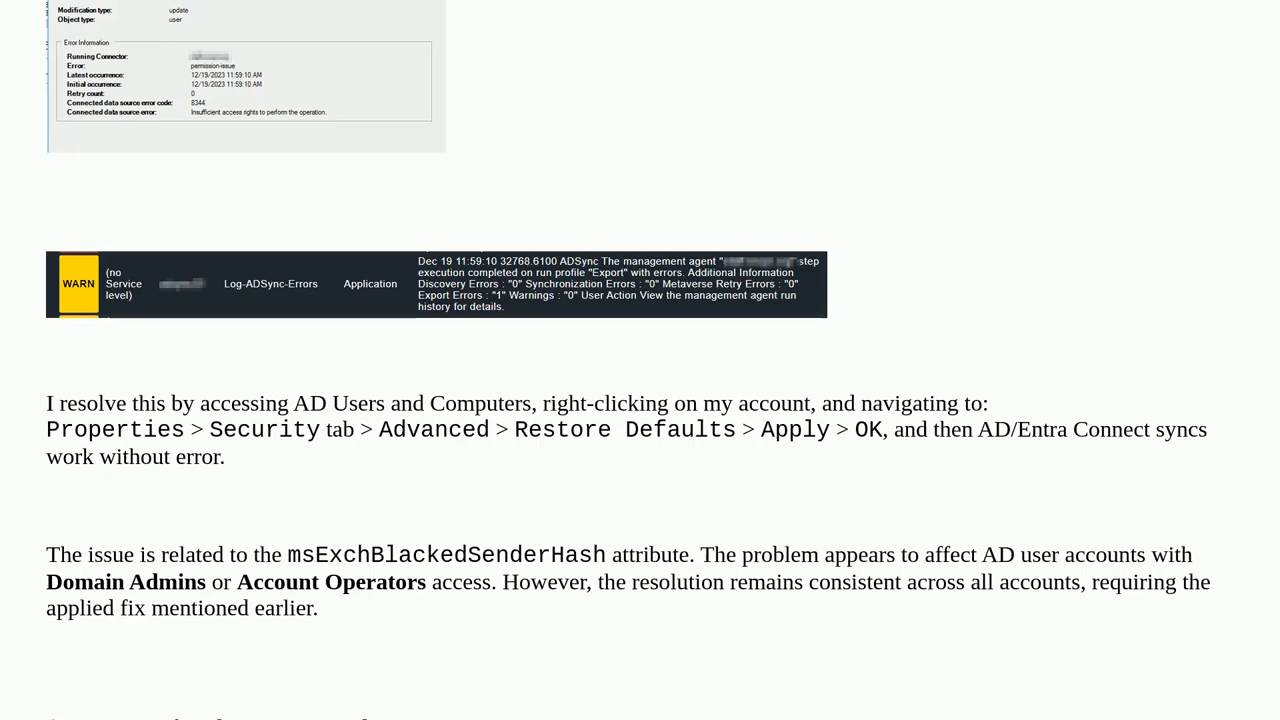 Modification type: update
Object type: user
Error Information
Running Connector:
Error: permission-issue
Latest occurrence: 12/19/2023 11:59:10 AM
Initial occurrence: 12/19/2023 11:59:10 AM
Retry count: 0
Connected data source error code: 8344
Connected data source error: Insufficient access rights to perform the operation.
WARN
(no
Service
level)
Log-ADSync-Errors
Application
Dec 19 11:59:10 32768.6100 ADSync The management agent " " step
execution completed on run profile "Export" with errors. Additional Information
Discovery Errors : "0" Synchronization Errors : "0" Metaverse Retry Errors : "0"
Export Errors : "1" Warnings : "0" User Action View the management agent run
history for details.
I resolve this by accessing AD Users and Computers, right-clicking on my account, and navigating to:
Properties > Security tab > Advanced > Restore Defaults > Apply > OK, and then AD/Entra Connect syncs
work without error.
The issue is related to the msExchBlackedSenderHash attribute. The problem appears to affect AD user accounts with
Domain Admins or Account Operators access. However, the resolution remains consistent across all accounts, requiring the
applied fix mentioned earlier.